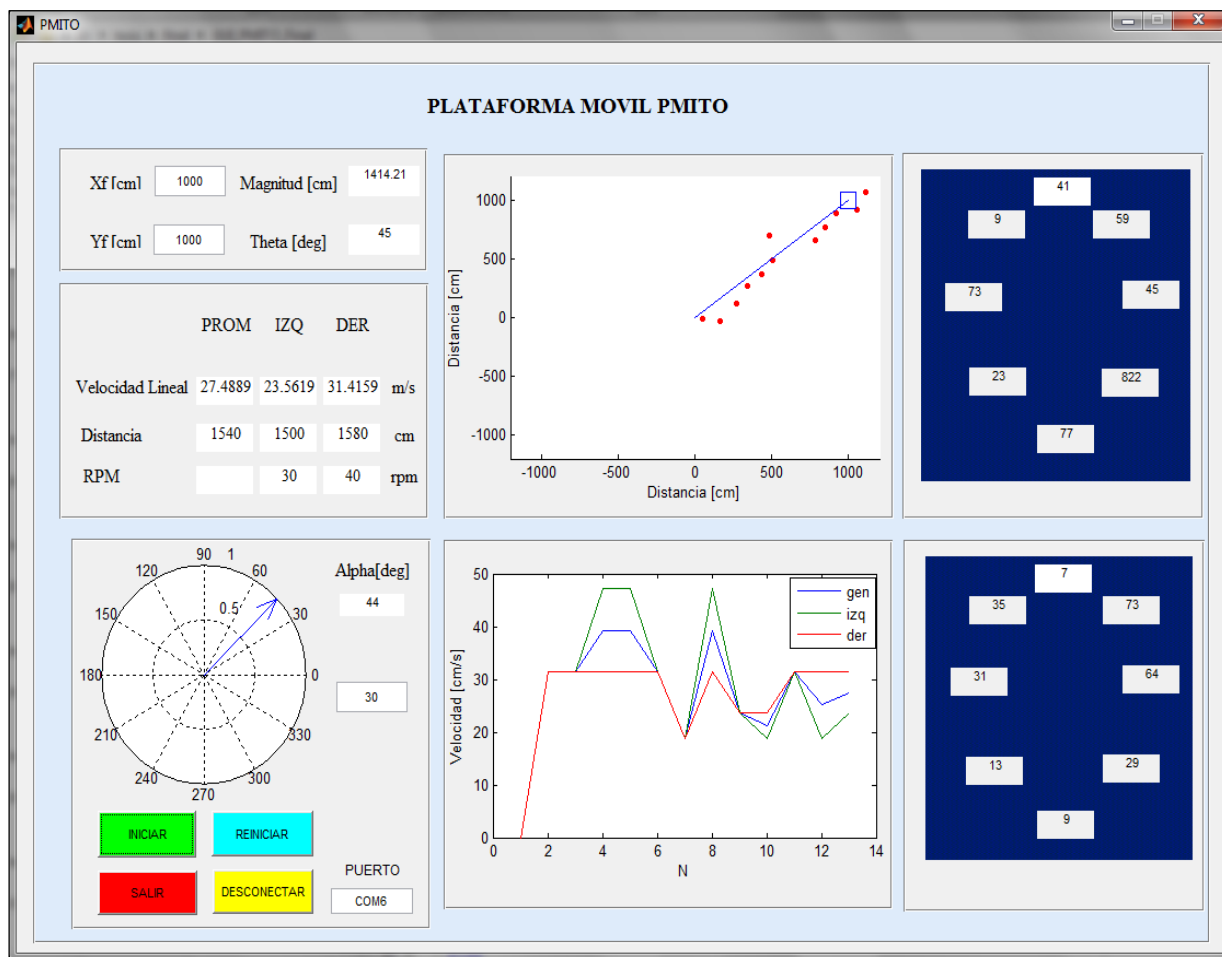 PMITO
PLATAFORMA MOVIL PMITO
Xf [cm] 1000 Magnitud [cm] 1414.21
Yf [cm] 1000 Theta [deg] 45
PROM IZQ DER
Velocidad Lineal 27.4889 23.5619 31.4159 m/s
Distancia 1540 1500 1580 cm
RPM 30 40 rpm
1000
500
0
-500
-1000
-1000 -500 0 500 1000
Distancia [cm]
Distancia [cm]
41
9 59
73 45
23 822
77
90 1
120 60
150 0.5 30
180 0
210 330
240 300
270
Alpha[deg]
44
30
INICIAR REINICIAR
SALIR DESCONECTAR
PUERTO
COM6
50
40
30
20
10
0
0 2 4 6 8 10 12 14
N
Velocidad [cm/s]
gen
izq
der
7
35 73
31 64
13 29
9